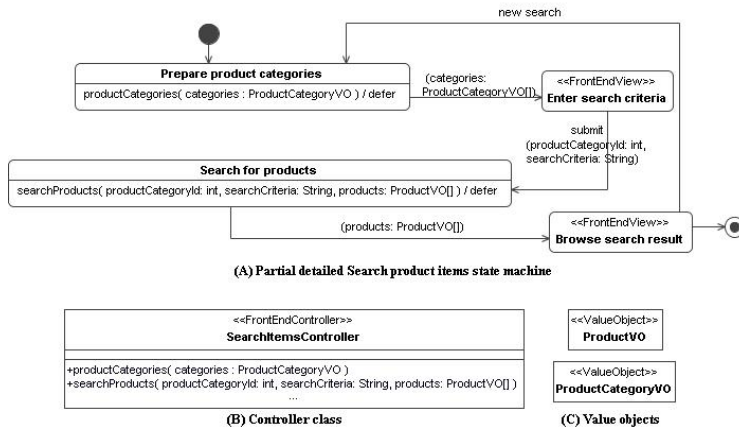 new search
Prepare product categories
productCategories( categories : ProductCategoryVO ) / defer
(categories:
ProductCategoryVO[])
<<FrontEndView>>
Enter search criteria
submit
(productCategoryId: int,
searchCriteria: String)
Search for products
searchProducts( productCategoryId: int, searchCriteria: String, products: ProductVO[] ) / defer
(products: ProductVO[])
<<FrontEndView>>
Browse search result
(A) Partial detailed Search product items state machine
<<FrontEndController>>
SearchItemsController
+productCategories( categories : ProductCategoryVO )
+searchProducts( productCategoryId: int, searchCriteria: String, products: ProductVO[] )
...
(B) Controller class
<<ValueObject>>
ProductVO
<<ValueObject>>
ProductCategoryVO
(C) Value objects